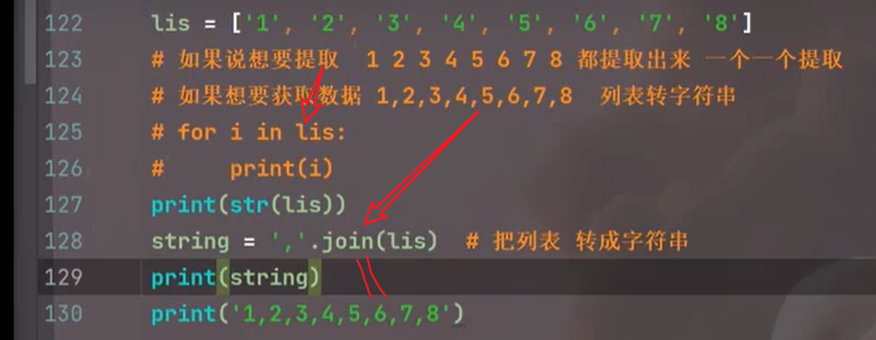 122 lis = ['1', '2', '3', '4', '5', '6', '7', '8']
123 # 如果说想要提取 1 2 3 4 5 6 7 8 都提取出来 一个一个提取
124 # 如果想要获取数据 1,2,3,4,5,6,7,8 列表转字符串
125 # for i in lis:
126 #     print(i)
127 print(str(lis))
128 string = ','.join(lis) # 把列表 转成字符串
129 print(string)
130 print('1,2,3,4,5,6,7,8')